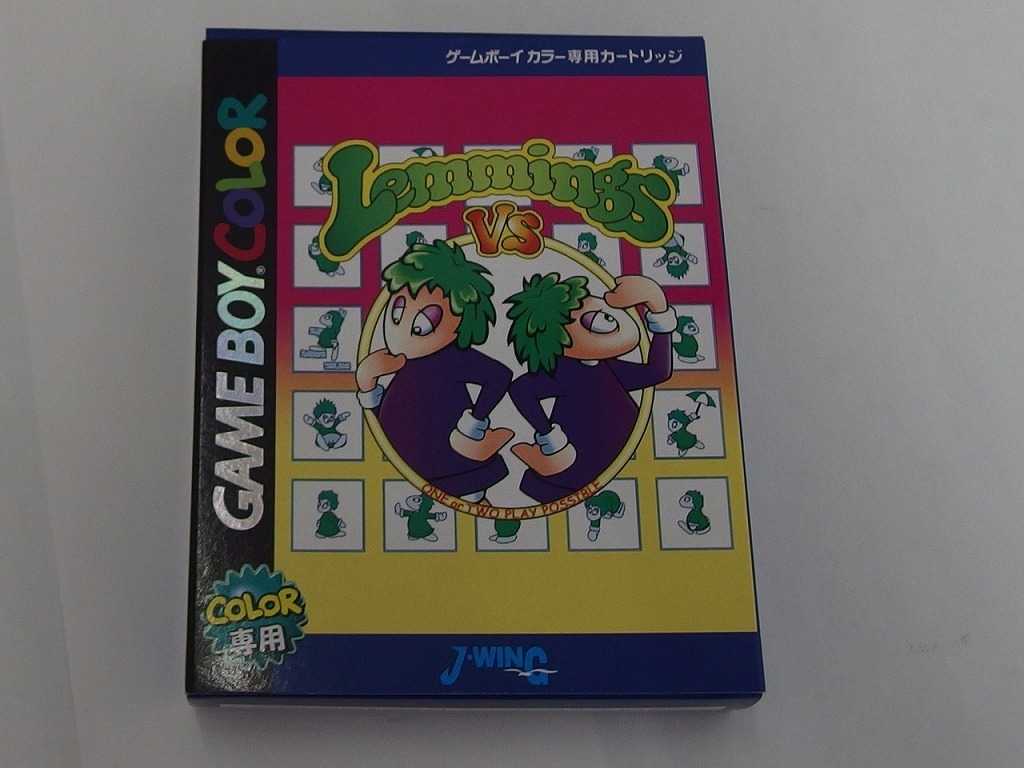 ゲームボーイカラー専用カートリッジ
GAME BOY COLOR
Lemmings
VS
ONE or TWO PLAY POSSIBLE
COLOR
専用
J·WING